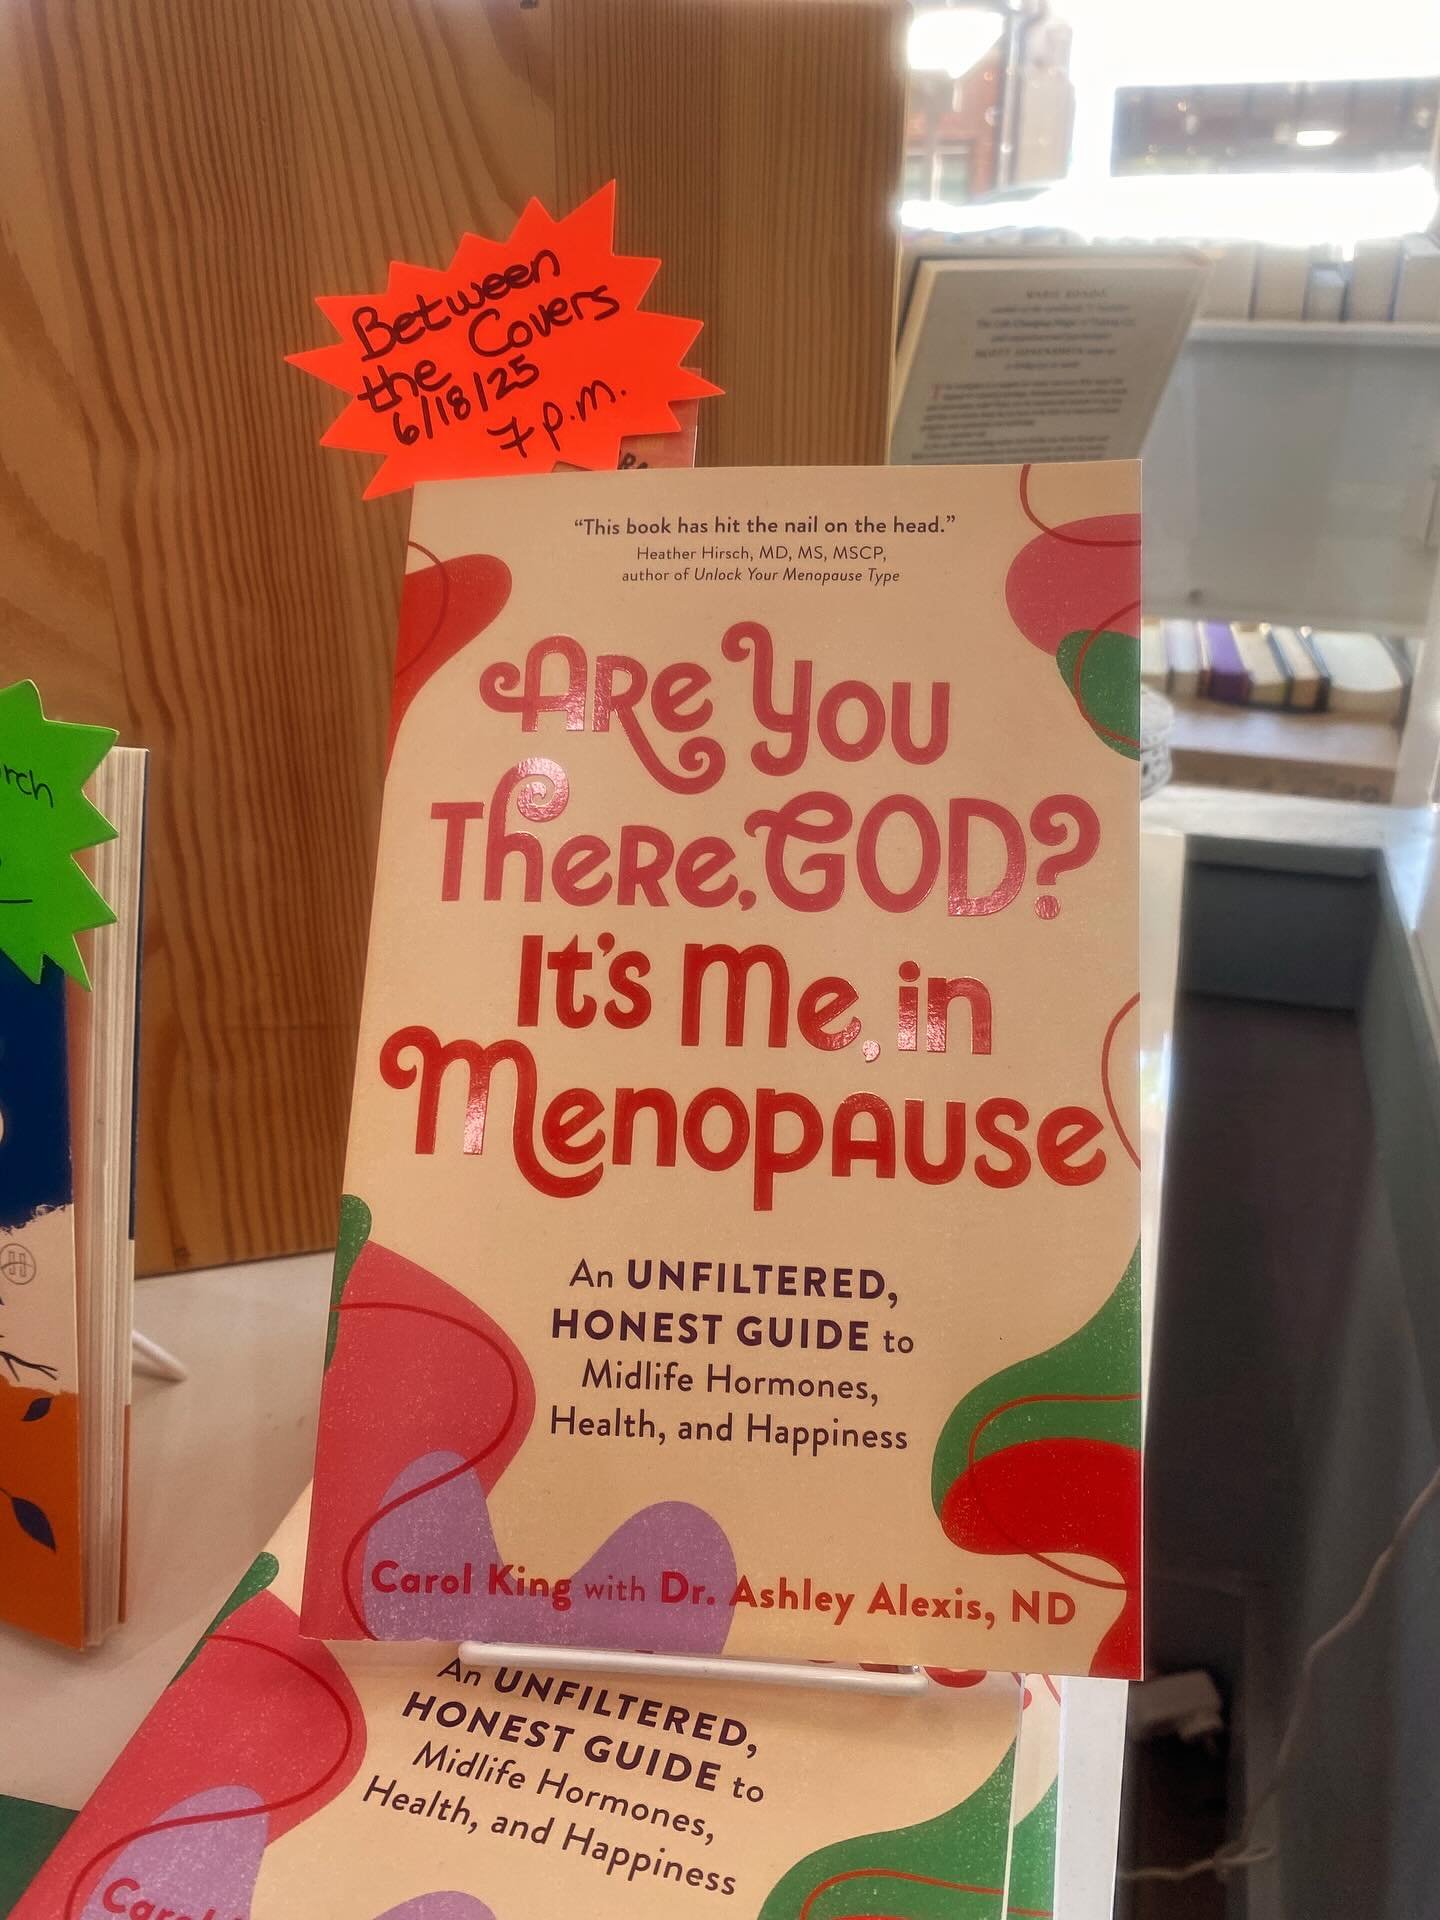 Between
the Covers
6/18/25
7 p.m.
"This book has hit the nail on the head."
Heather Hirsch, MD, MS, MSCP,
author of Unlock Your Menopause Type
Are You
There, GOD?
It's Me, in
Menopause
An UNFILTERED,
HONEST GUIDE to
Midlife Hormones,
Health, and Happiness
Carol King with Dr. Ashley Alexis, ND
An UNFILTERED,
HONEST GUIDE to
Midlife Hormones,
Health, and Happiness